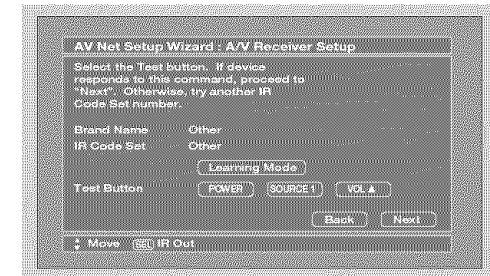 AV Net Setup Wizard : A/V Receiver Setup
Select the Test button. If device
responds to this command, proceed to
"Next". Otherwise, try another IR
Code Set number.
Brand Name Other
IR Code Set Other
Learning Mode
Test Button POWER SOURCE 1 VOL ▲
Back Next
Move SEL IR Out